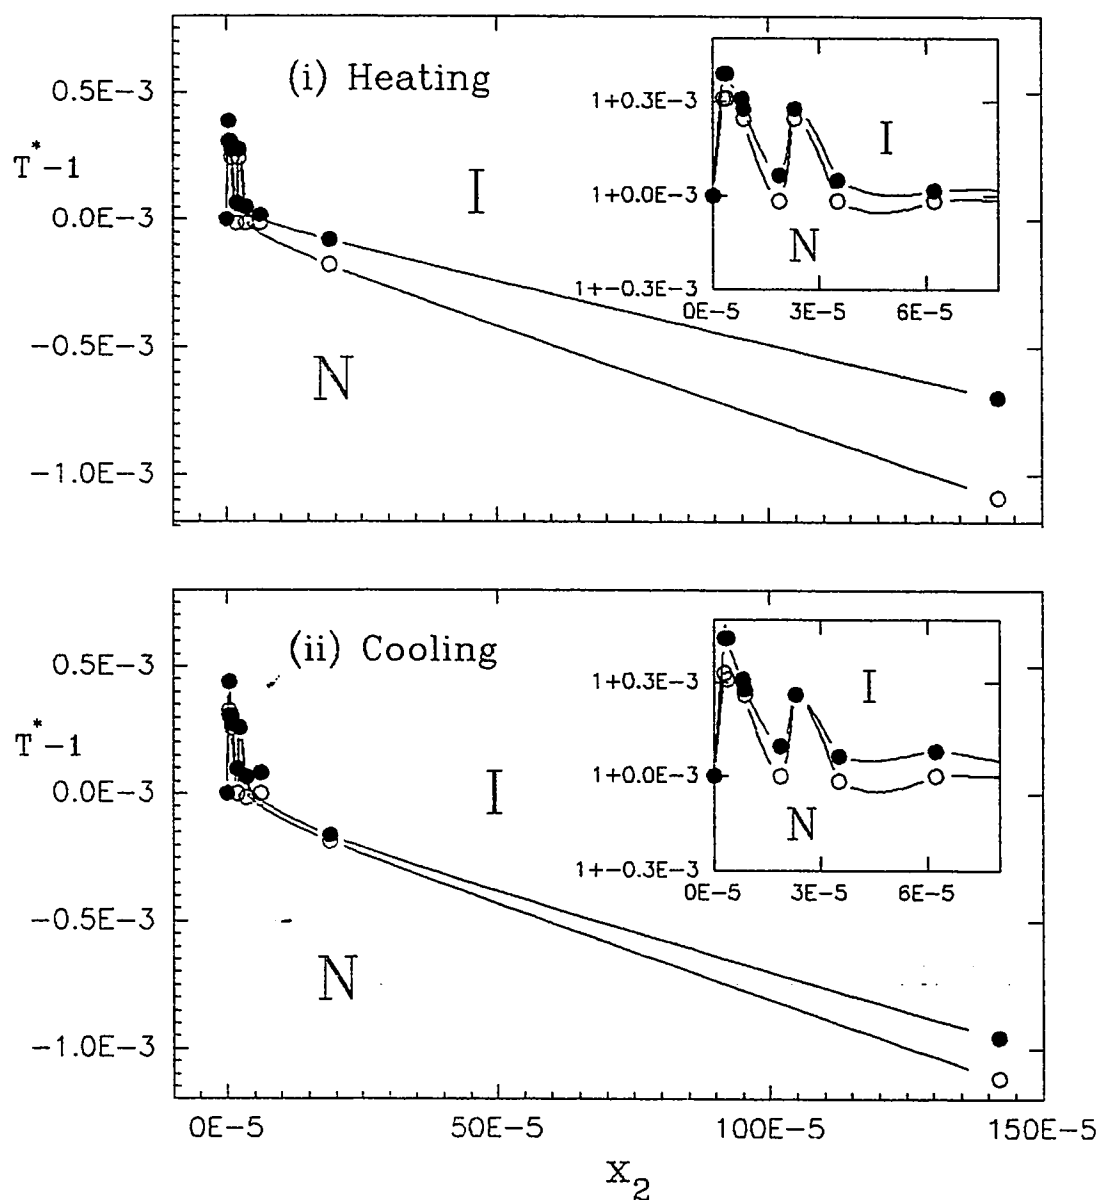 (i) Heating
0.5E-3
T*-1
0.0E-3
-0.5E-3
-1.0E-3
I
N
1+0.3E-3
1+0.0E-3
1+-0.3E-3
I
N
0E-5 3E-5 6E-5
(ii) Cooling
0.5E-3
T*-1
0.0E-3
-0.5E-3
-1.0E-3
I
N
1+0.3E-3
1+0.0E-3
1+-0.3E-3
I
N
0E-5 3E-5 6E-5
0E-5 50E-5 100E-5 150E-5
x₂